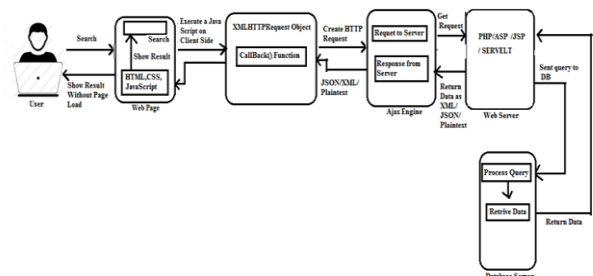 Search
Show Result
Without Page
Load
User
Search
Show Result
HTML,CSS,
JavaScript
Web Page
Execute a Java
Script on
Client Side
XMLHTTPRequest Object
CallBack() Function
Create HTTP
Request
JSON/XML/
Plaintest
Requet to Server
Response from
Server
Ajax Engine
Get
Request
Return
Data as
XML/
JSON/
Plaintest
PHP/ASP /JSP
/ SERVELT
Web Server
Sent query to
DB
Process Query
Retrive Data
Return Data
Database Server